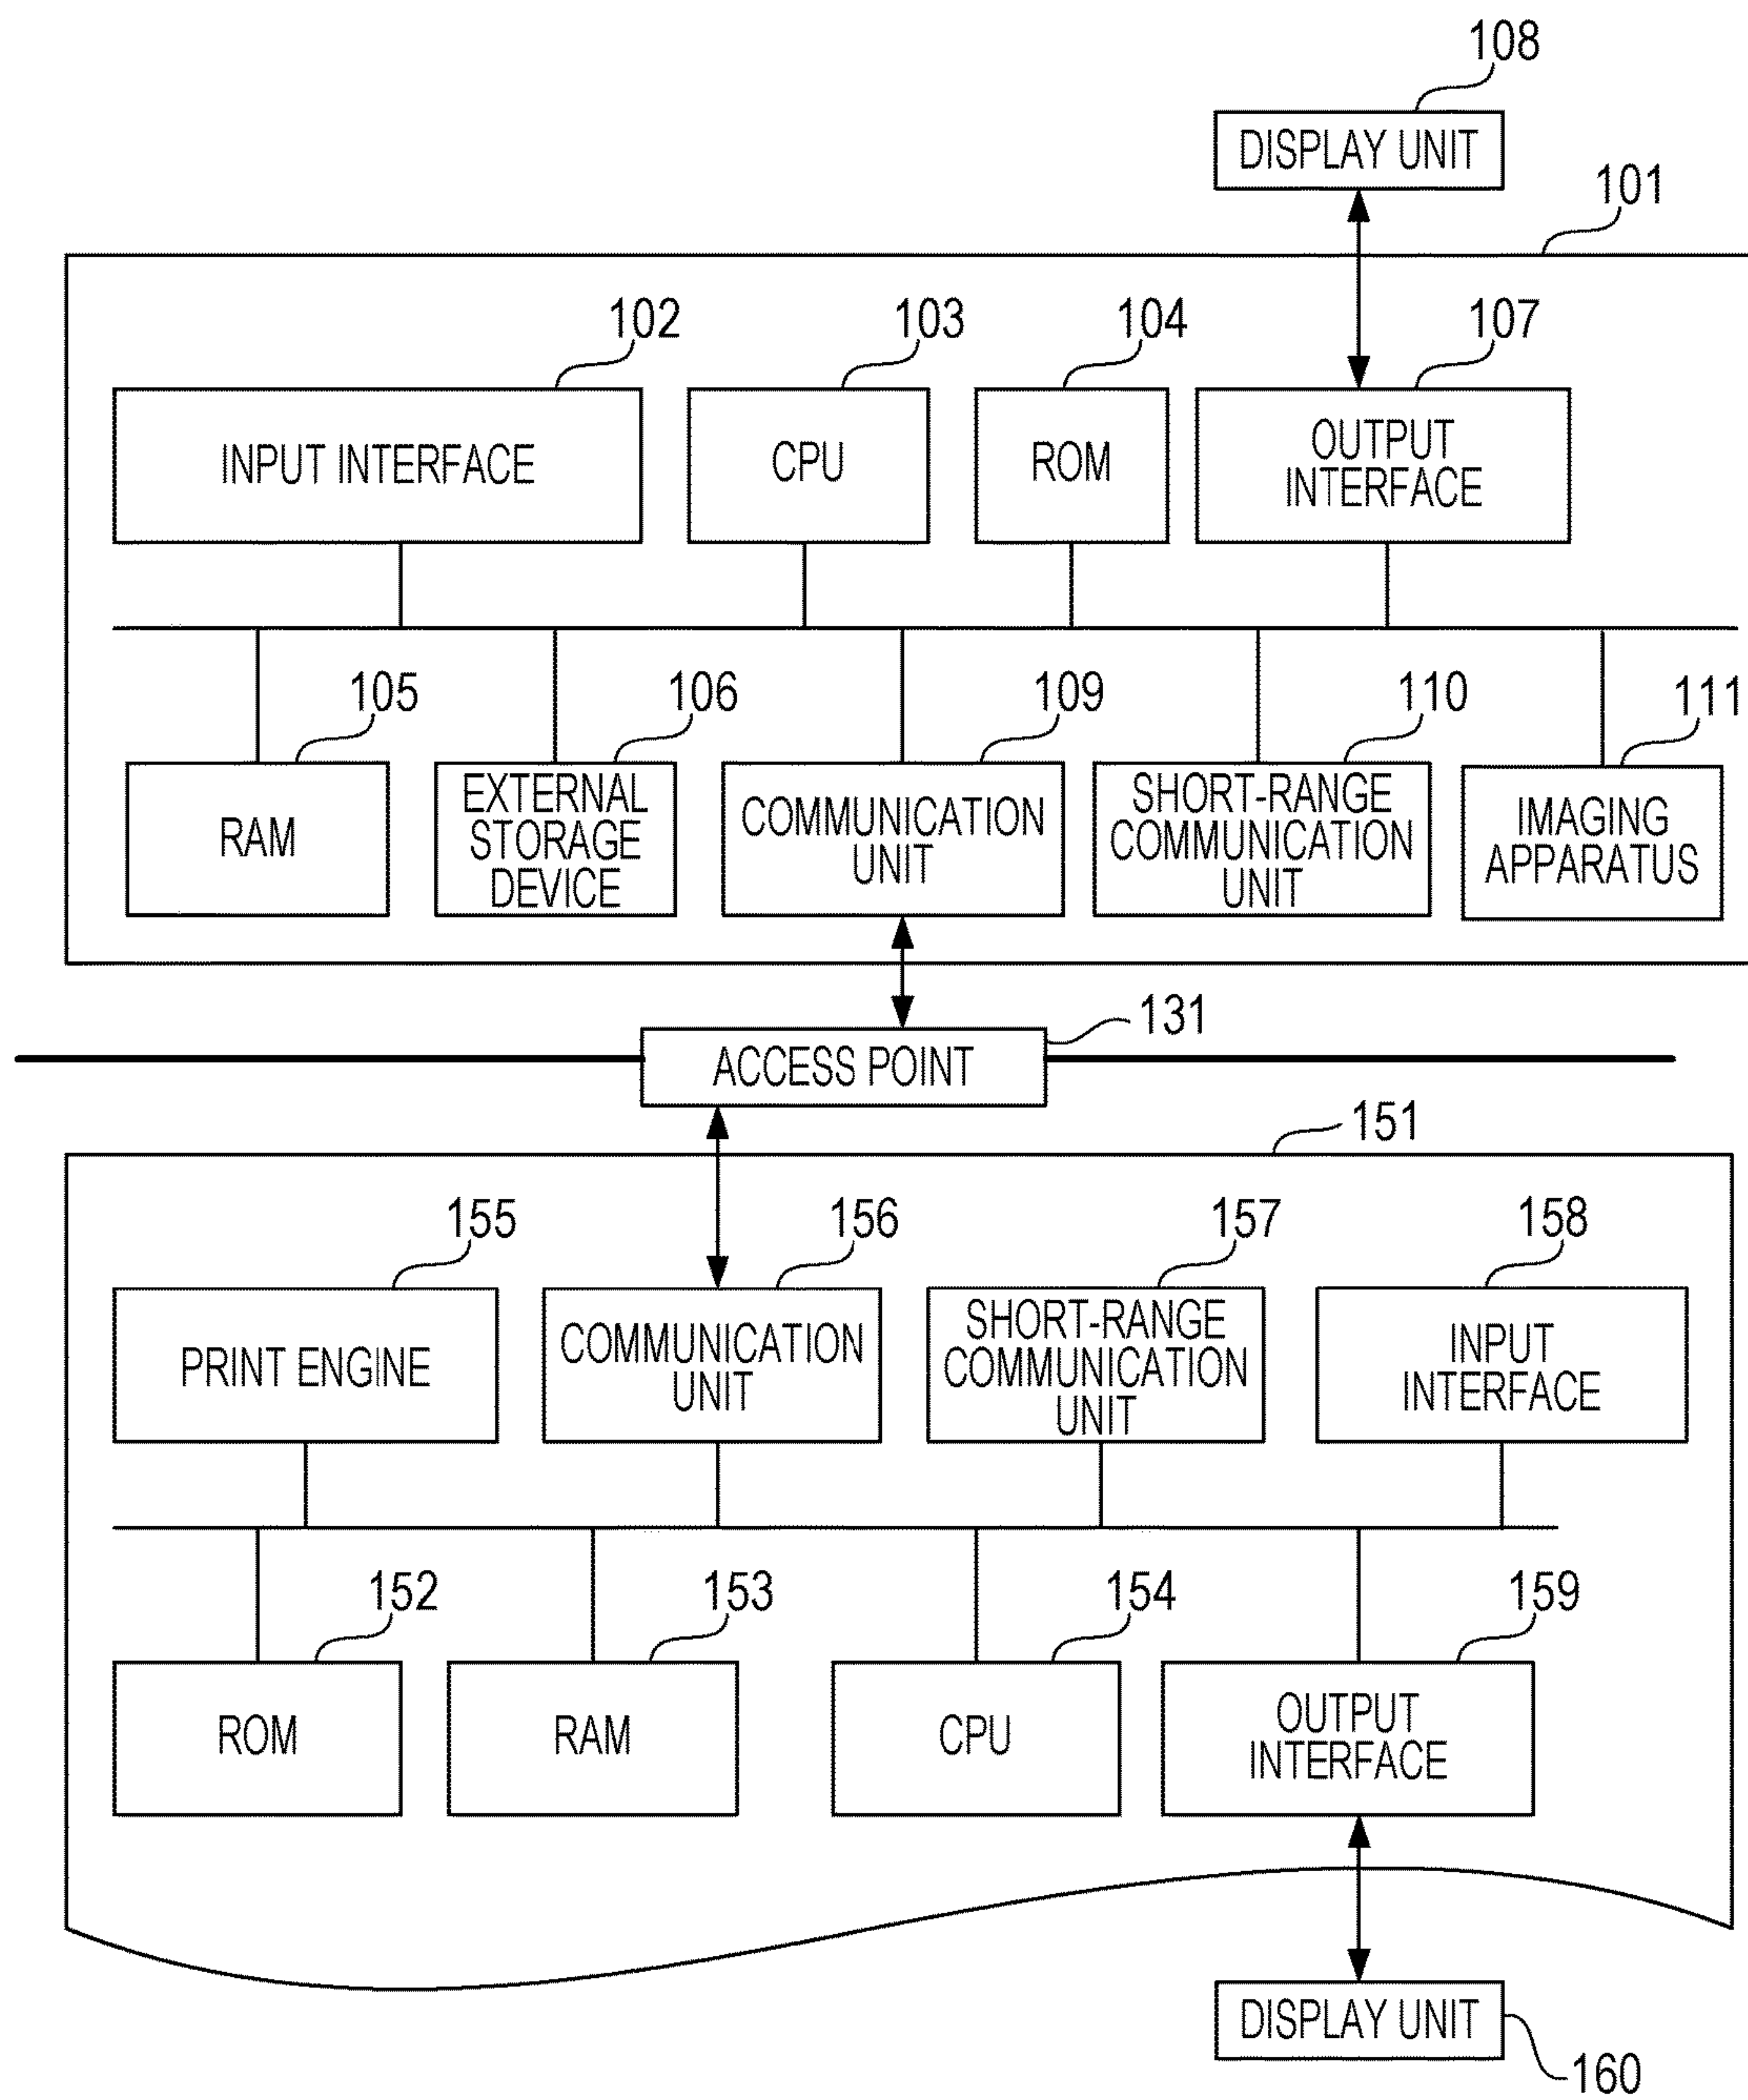 108
DISPLAY UNIT
101
102
103
104
107
INPUT INTERFACE
CPU
ROM
OUTPUT
INTERFACE
105
106
109
110
111
RAM
EXTERNAL
STORAGE
DEVICE
COMMUNICATION
UNIT
SHORT-RANGE
COMMUNICATION
UNIT
IMAGING
APPARATUS
131
ACCESS POINT
151
155
156
157
158
PRINT ENGINE
COMMUNICATION
UNIT
SHORT-RANGE
COMMUNICATION
UNIT
INPUT
INTERFACE
152
153
154
159
ROM
RAM
CPU
OUTPUT
INTERFACE
DISPLAY UNIT
160